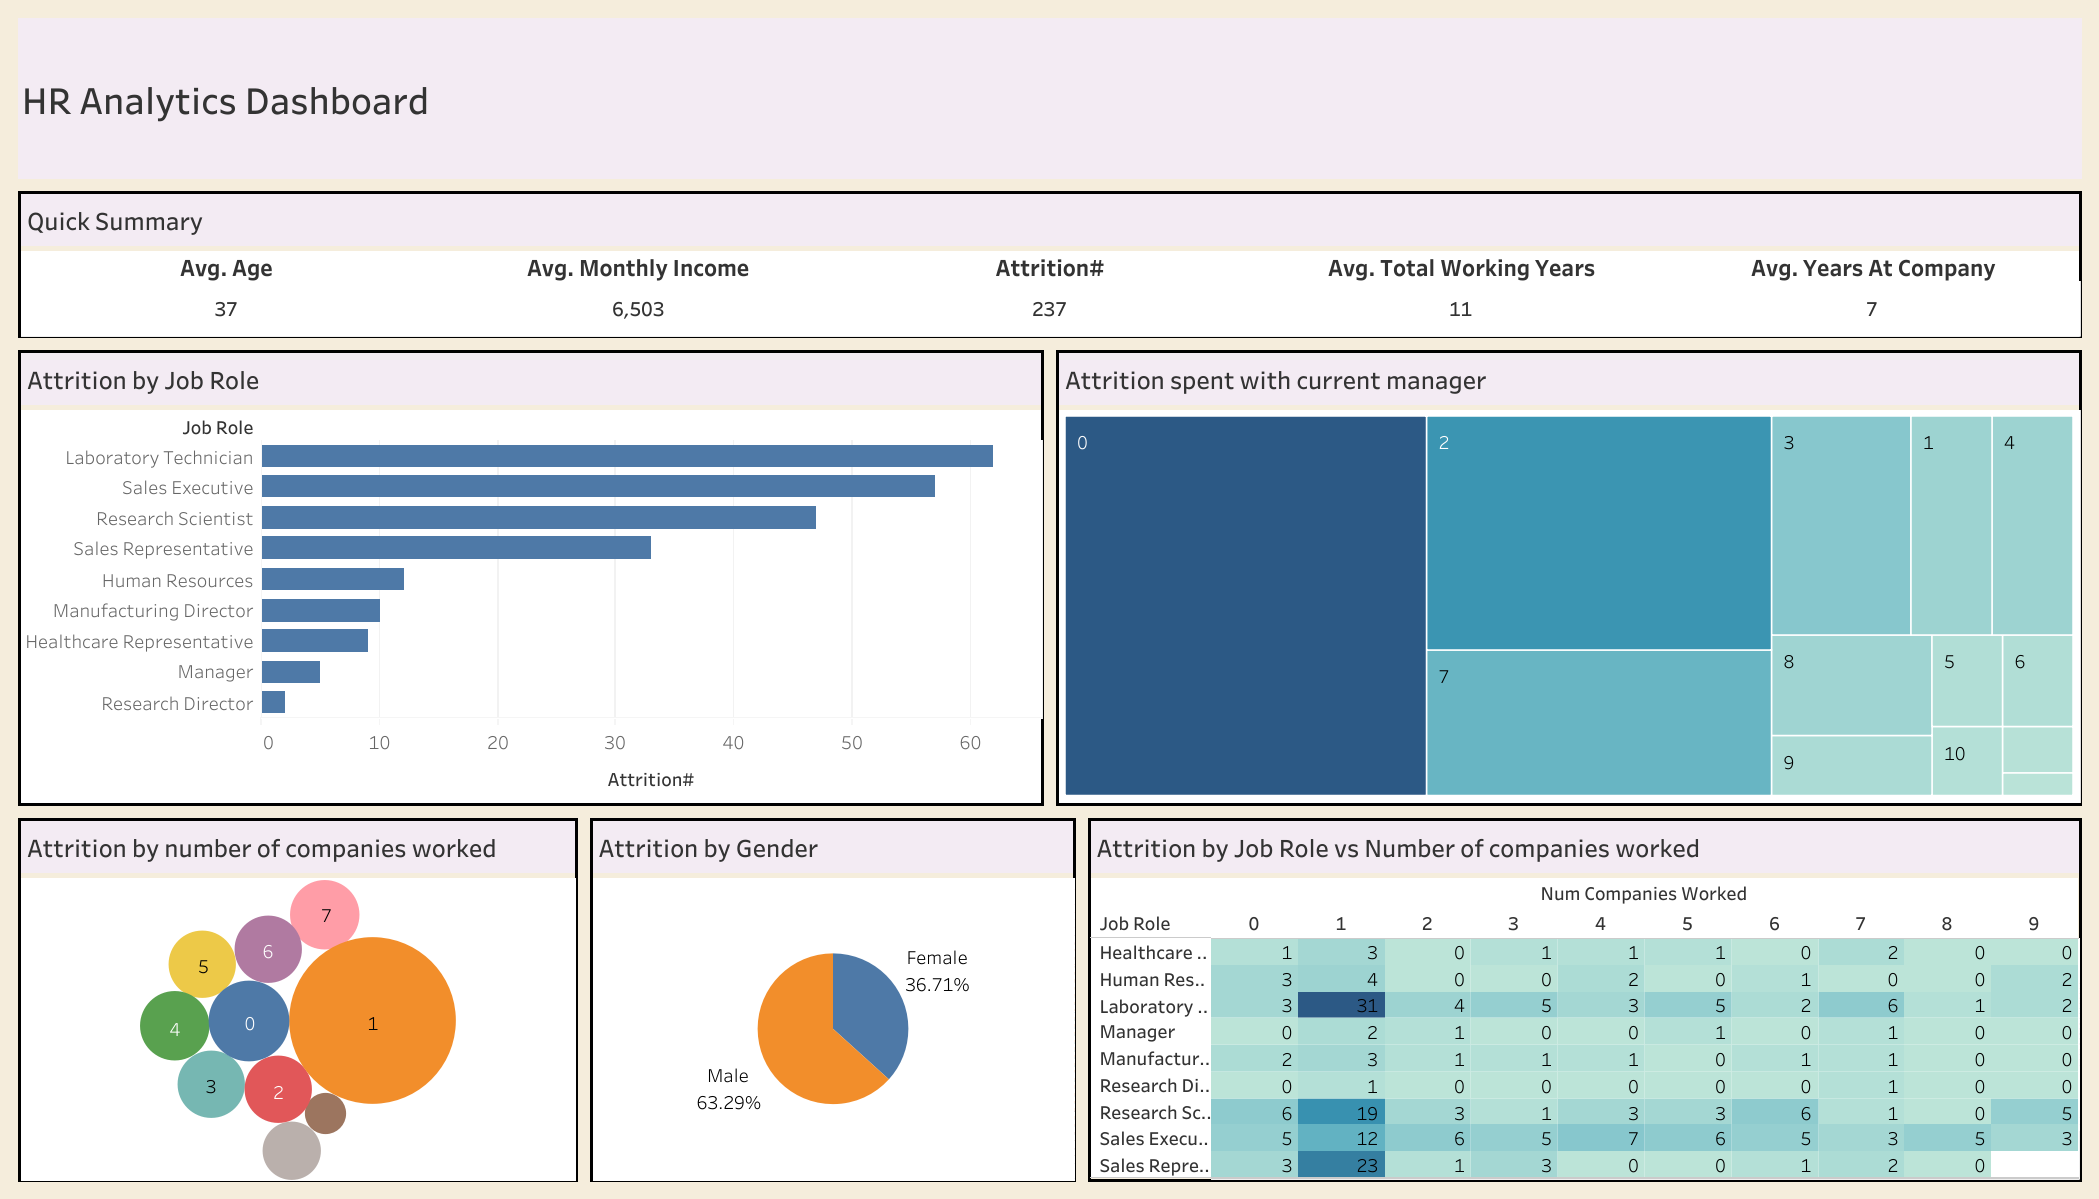 HR Analytics Dashboard
Quick Summary
Avg. Age Avg. Monthly Income Attrition# Avg. Total Working Years Avg. Years At Company
37 6,503 237 11 7
Attrition by Job Role
Job Role
Laboratory Technician
Sales Executive
Research Scientist
Sales Representative
Human Resources
Manufacturing Director
Healthcare Representative
Manager
Research Director
0 10 20 30 40 50 60
Attrition#
Attrition spent with current manager
0 2 3 1 4
7 8 5 6
9 10
Attrition by number of companies worked
7
6
5
4 0 1
3 2
Attrition by Gender
Female
36.71%
Male
63.29%
Attrition by Job Role vs Number of companies worked
Num Companies Worked
Job Role 0 1 2 3 4 5 6 7 8 9
Healthcare .. 1 3 0 1 1 1 0 2 0 0
Human Res.. 3 4 0 0 2 0 1 0 0 2
Laboratory .. 3 31 4 5 3 5 2 6 1 2
Manager 0 2 1 0 0 1 0 1 0 0
Manufactur.. 2 3 1 1 1 0 1 1 0 0
Research Di.. 0 1 0 0 0 0 0 1 0 0
Research Sc.. 6 19 3 1 3 3 6 1 0 5
Sales Execu.. 5 12 6 5 7 6 5 3 5 3
Sales Repre.. 3 23 1 3 0 0 1 2 0